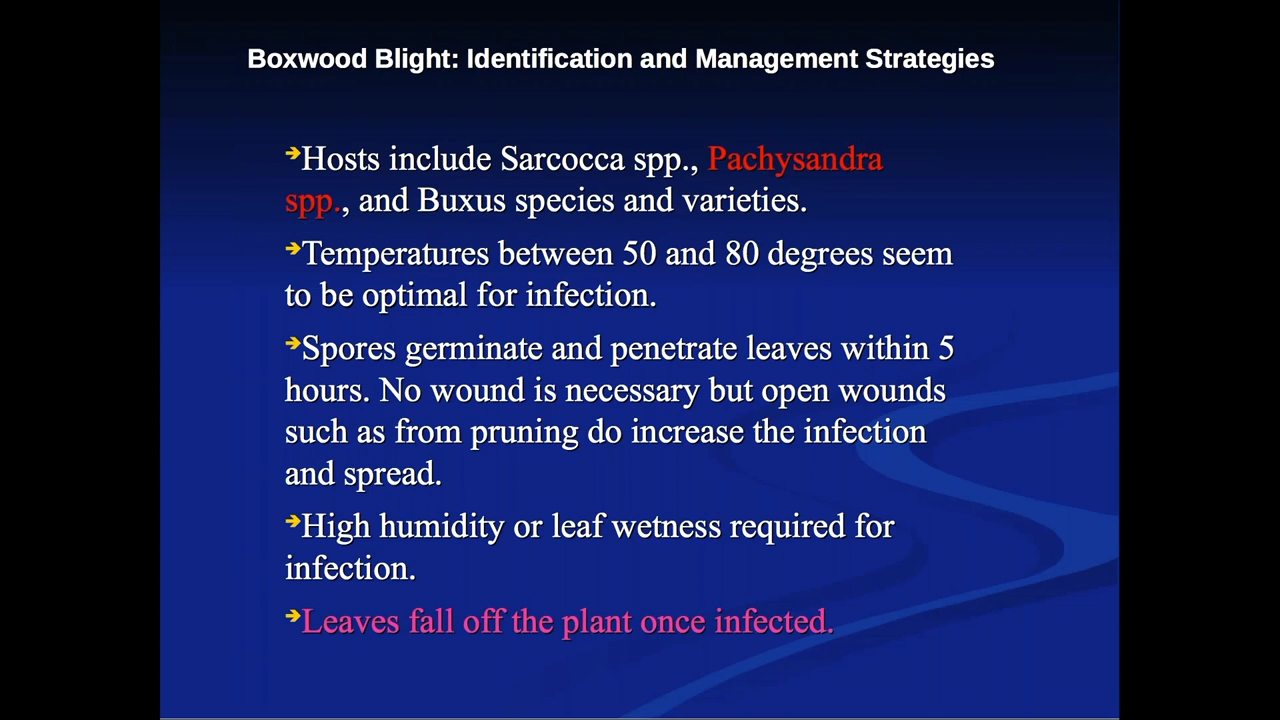 Boxwood Blight: Identification and Management Strategies
➔Hosts include Sarcocca spp., Pachysandra
spp., and Buxus species and varieties.
➔Temperatures between 50 and 80 degrees seem
to be optimal for infection.
➔Spores germinate and penetrate leaves within 5
hours. No wound is necessary but open wounds
such as from pruning do increase the infection
and spread.
➔High humidity or leaf wetness required for
infection.
➔Leaves fall off the plant once infected.